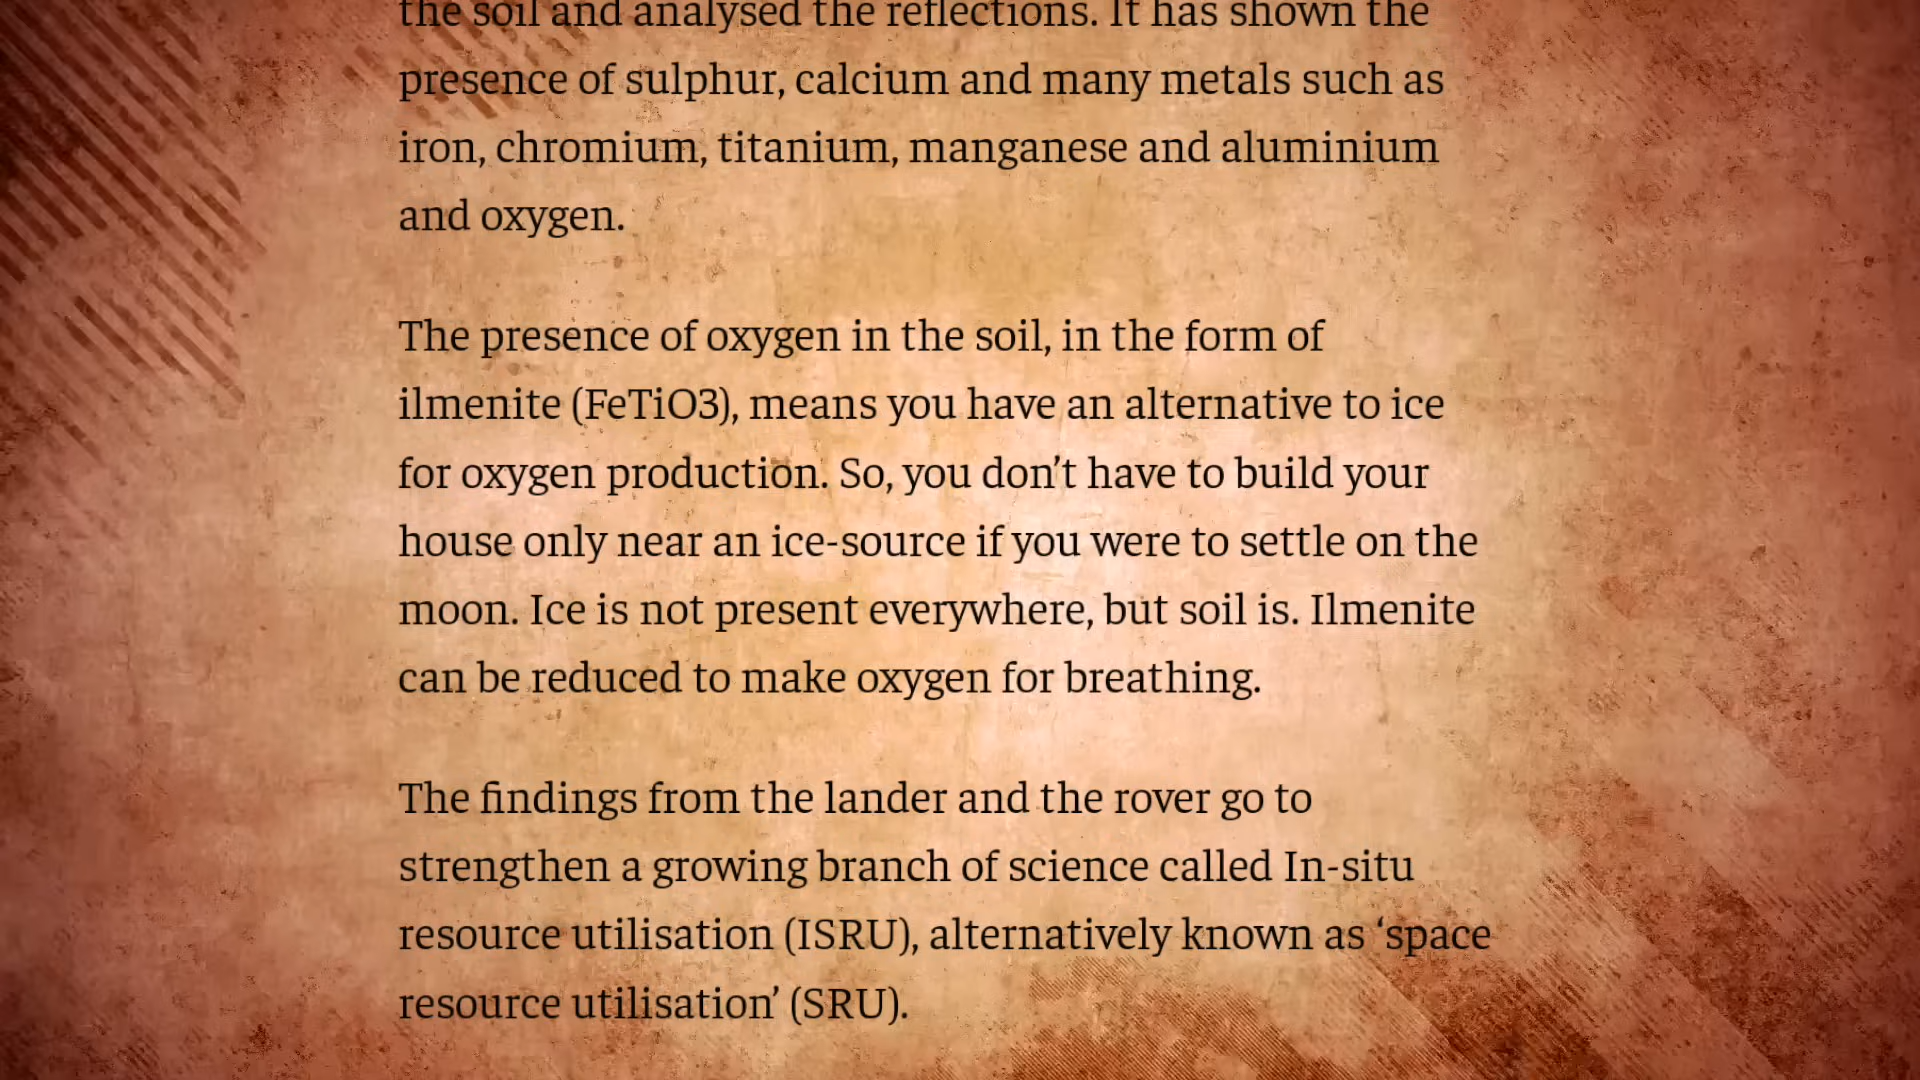 the soil and analysed the reflections. It has shown the
presence of sulphur, calcium and many metals such as
iron, chromium, titanium, manganese and aluminium
and oxygen.
The presence of oxygen in the soil, in the form of
ilmenite (FeTiO3), means you have an alternative to ice
for oxygen production. So, you don’t have to build your
house only near an ice-source if you were to settle on the
moon. Ice is not present everywhere, but soil is. Ilmenite
can be reduced to make oxygen for breathing.
The findings from the lander and the rover go to
strengthen a growing branch of science called In-situ
resource utilisation (ISRU), alternatively known as ‘space
resource utilisation’ (SRU).